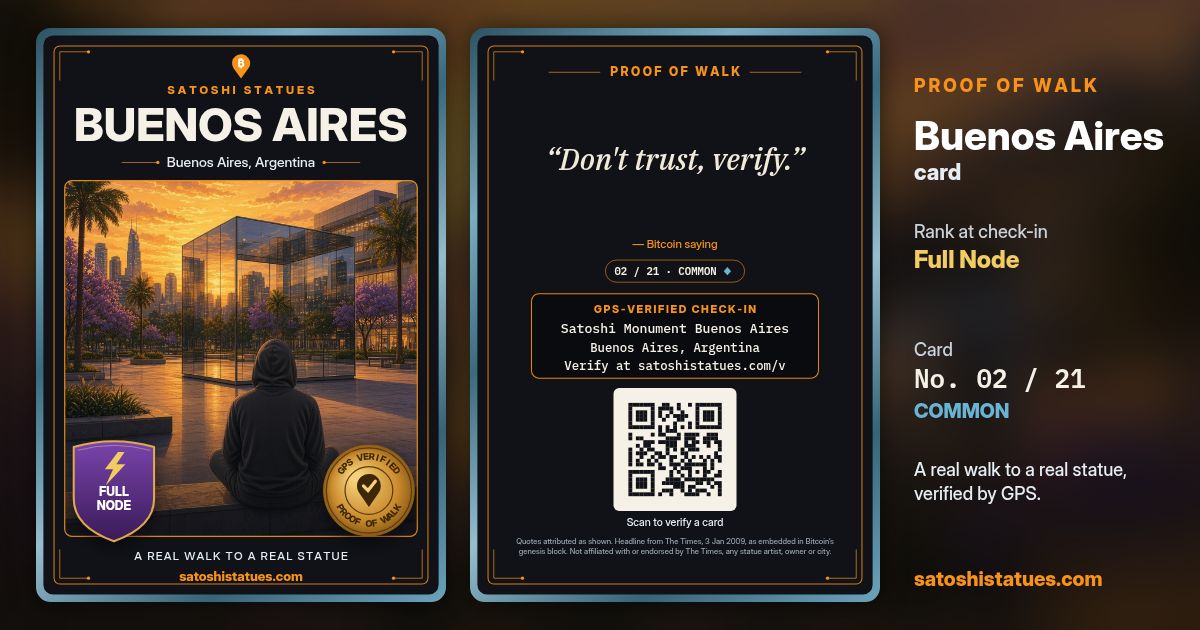 SATOSHI STATUES
BUENOS AIRES
Buenos Aires, Argentina
FULL
NODE
GPS VERIFIED
PROOF OF WALK
A REAL WALK TO A REAL STATUE
satoshistatues.com
PROOF OF WALK
“Don't trust, verify.”
— Bitcoin saying
02 / 21 · COMMON
GPS-VERIFIED CHECK-IN
Satoshi Monument Buenos Aires
Buenos Aires, Argentina
Verify at satoshistatues.com/v
Scan to verify a card
Quotes attributed as shown. Headline from The Times, 3 Jan 2009, as embedded in Bitcoin's
genesis block. Not affiliated with or endorsed by The Times, any statue artist, owner or city.
PROOF OF WALK
Buenos Aires
card
Rank at check-in
Full Node
Card
No. 02 / 21
COMMON
A real walk to a real statue,
verified by GPS.
satoshistatues.com